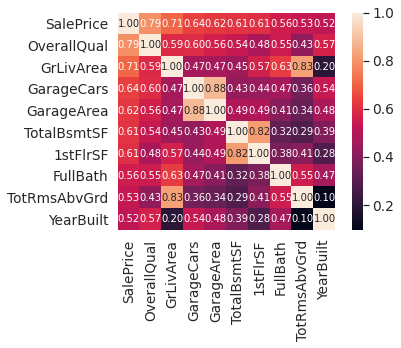 SalePrice 1.00 0.79 0.71 0.64 0.62 0.61 0.61 0.56 0.53 0.52
OverallQual 0.79 1.00 0.59 0.60 0.56 0.54 0.48 0.55 0.43 0.57
GrLivArea 0.71 0.59 1.00 0.47 0.47 0.45 0.57 0.63 0.83 0.20
GarageCars 0.64 0.60 0.47 1.00 0.88 0.43 0.44 0.47 0.36 0.54
GarageArea 0.62 0.56 0.47 0.88 1.00 0.49 0.49 0.41 0.34 0.48
TotalBsmtSF 0.61 0.54 0.45 0.43 0.49 1.00 0.82 0.32 0.29 0.39
1stFlrSF 0.61 0.48 0.57 0.44 0.49 0.82 1.00 0.38 0.41 0.28
FullBath 0.56 0.55 0.63 0.47 0.41 0.32 0.38 1.00 0.55 0.47
TotRmsAbvGrd 0.53 0.43 0.83 0.36 0.34 0.29 0.41 0.55 1.00 0.10
YearBuilt 0.52 0.57 0.20 0.54 0.48 0.39 0.28 0.47 0.10 1.00
SalePrice
OverallQual
GrLivArea
GarageCars
GarageArea
TotalBsmtSF
1stFlrSF
FullBath
TotRmsAbvGrd
YearBuilt
1.0
0.8
0.6
0.4
0.2